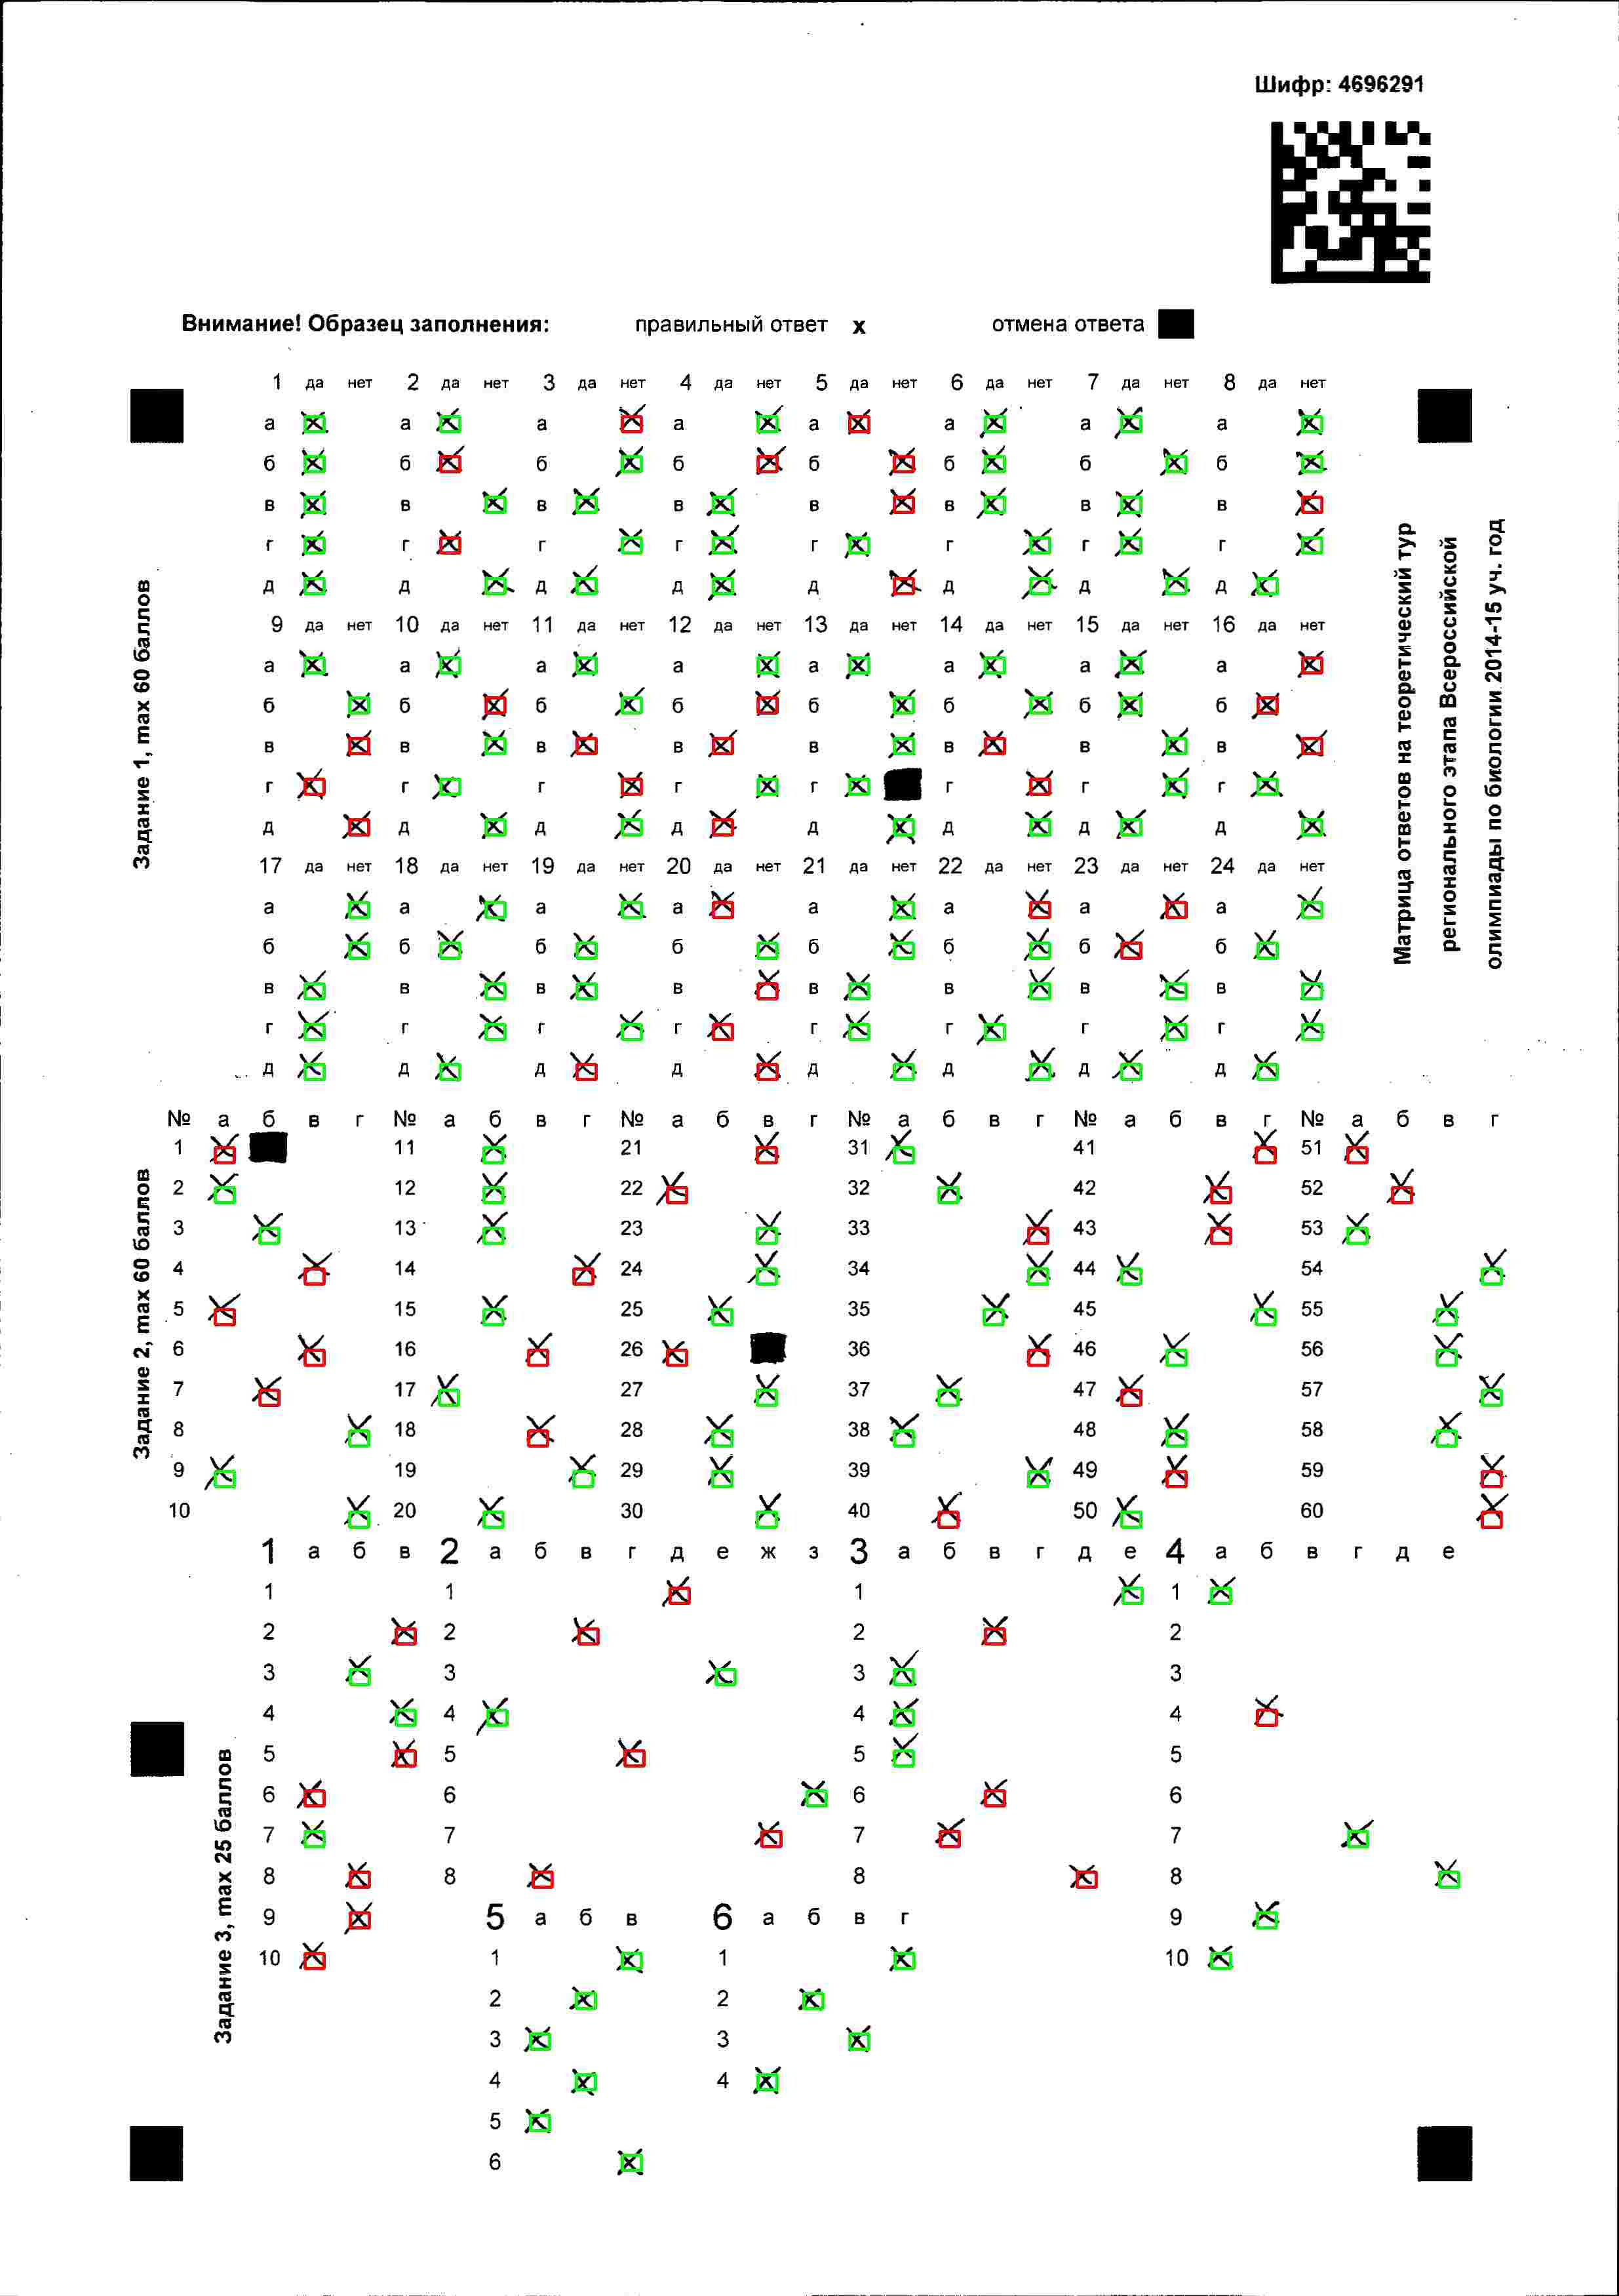 Шифр: 4696291
Внимание! Образец заполнения: правильный ответ х отмена ответа
1 да нет 2 да нет 3 да нет 4 да нет 5 да нет 6 да нет 7 да нет 8 да нет
а а а а а а а а
б б б б б б б б
в в в в в в в в
г г г г г г г г
д д д д д д д д
9 да нет 10 да нет 11 да нет 12 да нет 13 да нет 14 да нет 15 да нет 16 да нет
а а а а а а а а
б б б б б б б б
в в в в в в в в
г г г г г г г г
д д д д д д д д
17 да нет 18 да нет 19 да нет 20 да нет 21 да нет 22 да нет 23 да нет 24 да нет
а а а а а а а а
б б б б б б б б
в в в в в в в в
г г г г г г г г
д д д д д д д д
Задание 1, max 60 баллов
Матрица ответов на теоретический тур
регионального этапа Всероссийской
олимпиады по биологии 2014-15 уч. год
№ а б в г № а б в г № а б в г № а б в г № а б в г № а б в г
1 11 21 31 41 51
2 12 22 32 42 52
3 13 23 33 43 53
4 14 24 34 44 54
5 15 25 35 45 55
6 16 26 36 46 56
7 17 27 37 47 57
8 18 28 38 48 58
9 19 29 39 49 59
10 20 30 40 50 60
Задание 2, max 60 баллов
1 а б в 2 а б в г д е ж з 3 а б в г д е 4 а б в г д е
1 1 1 1
2 2 2 2
3 3 3 3
4 4 4 4
5 5 5 5
6 6 6 6
7 7 7 7
8 8 8 8
9 5 а б в 6 а б в г 9
10 1 1 10
2 2
3 3
4 4
5
6
Задание 3, max 25 баллов